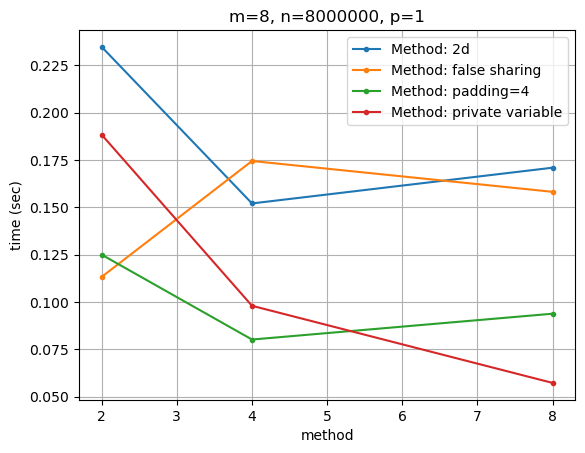 m=8, n=8000000, p=1
Method: 2d
Method: false sharing
Method: padding=4
Method: private variable
time (sec)
0.225
0.200
0.175
0.150
0.125
0.100
0.075
0.050
2 3 4 5 6 7 8
method